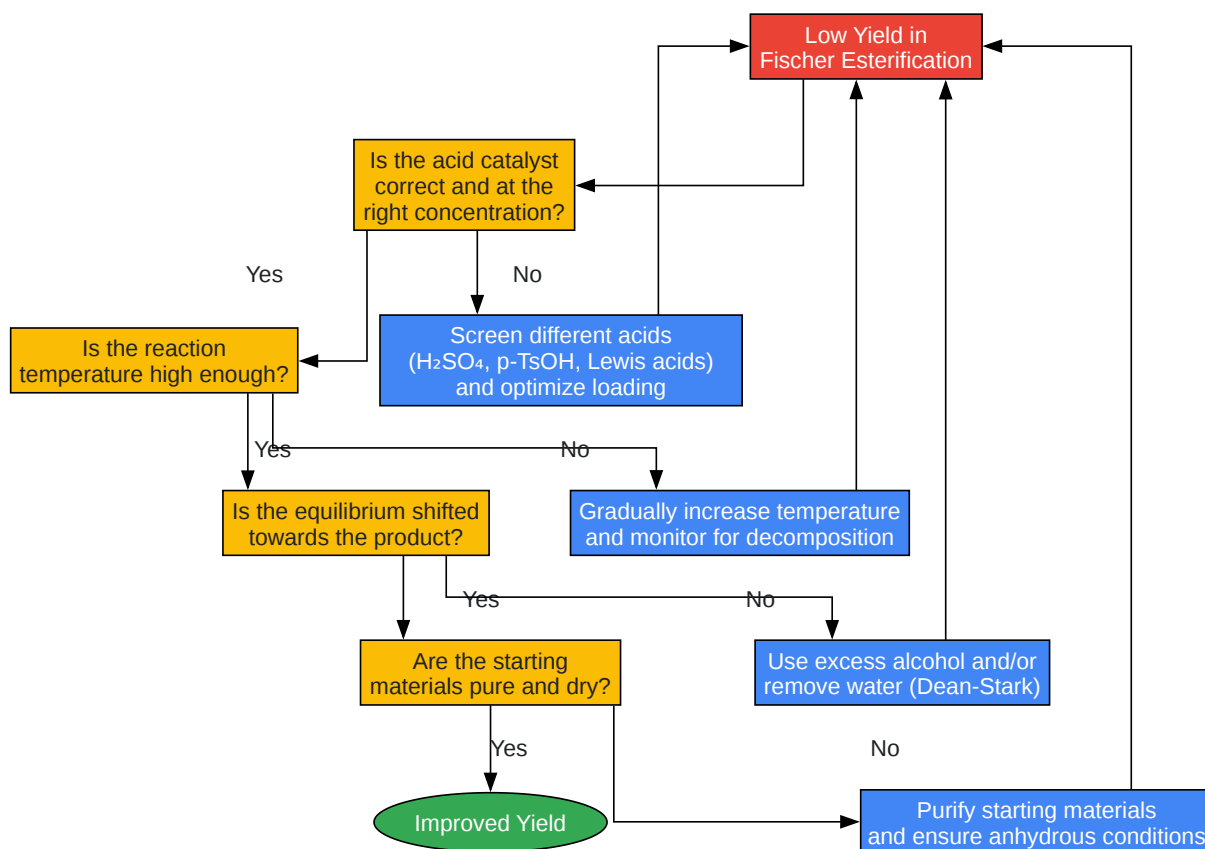 Low Yield in
Fischer Esterification
Is the acid catalyst
correct and at the
right concentration?
Yes
No
Is the reaction
temperature high enough?
Screen different acids
(H₂SO₄, p-TsOH, Lewis acids)
and optimize loading
Yes
No
Is the equilibrium shifted
towards the product?
Gradually increase temperature
and monitor for decomposition
Yes
No
Are the starting
materials pure and dry?
Use excess alcohol and/or
remove water (Dean-Stark)
Yes
No
Improved Yield
Purify starting materials
and ensure anhydrous conditions